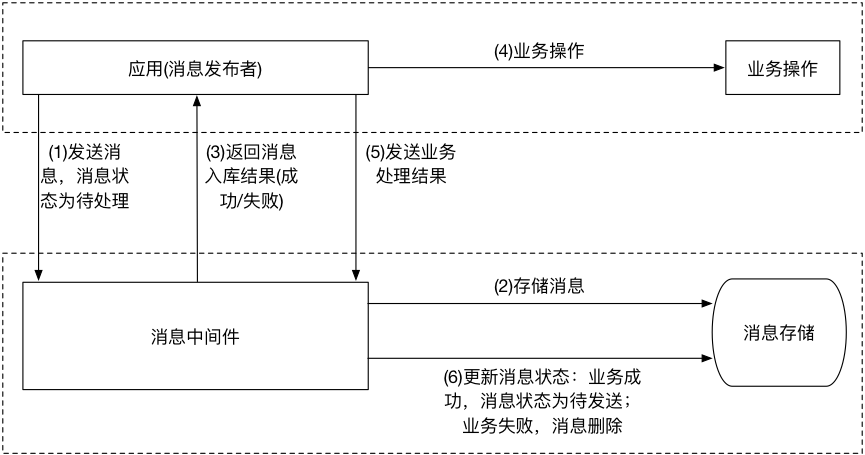 应用(消息发布者)
(4)业务操作
业务操作
(1)发送消
息，消息状
态为待处理
(3)返回消息
入库结果(成
功/失败)
(5)发送业务
处理结果
消息中间件
(2)存储消息
消息存储
(6)更新消息状态：业务成
功，消息状态为待发送；
业务失败，消息删除